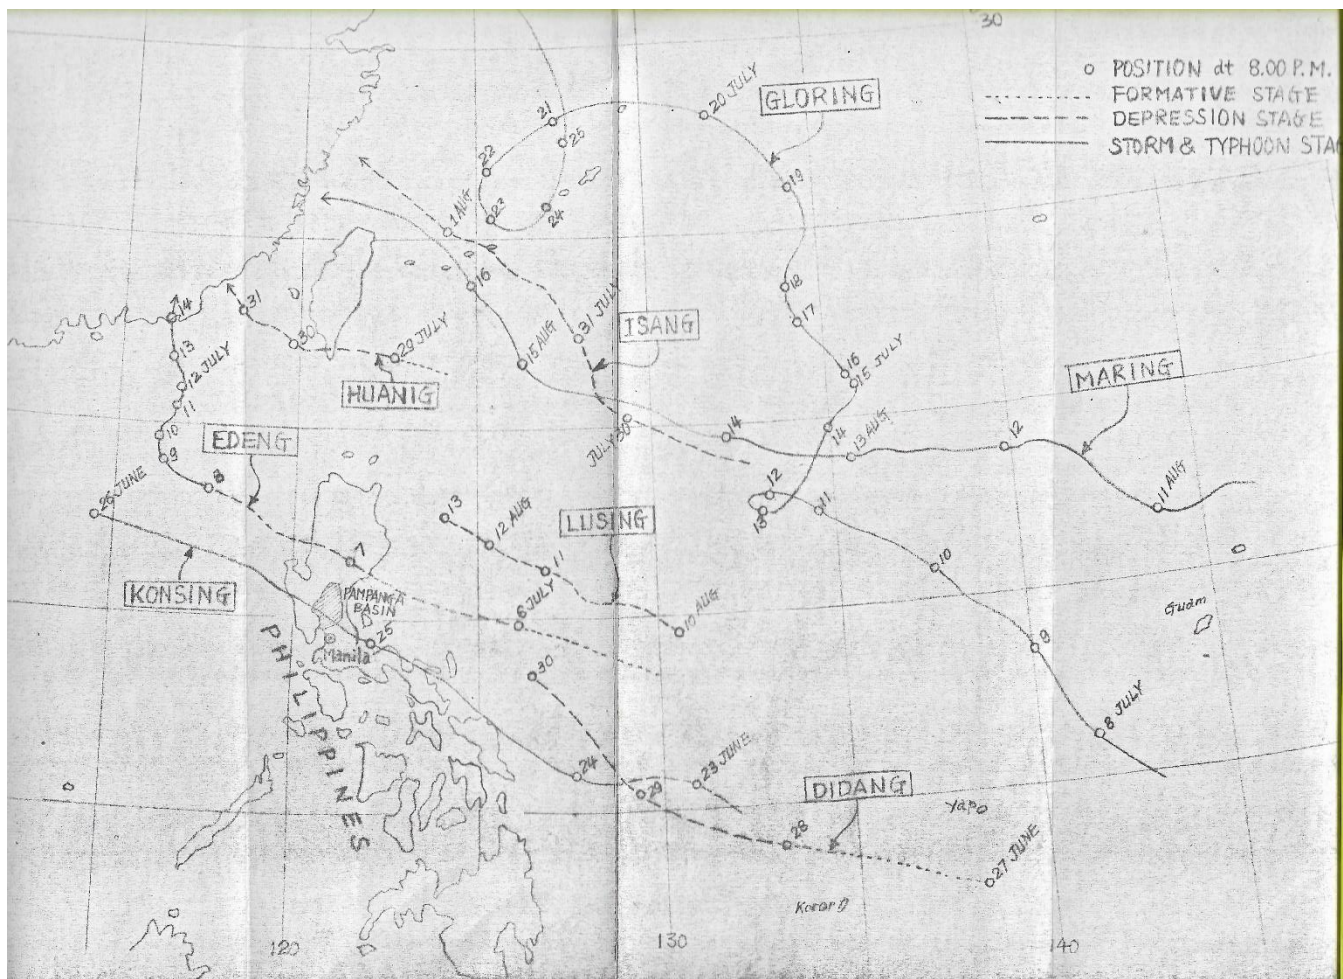 30
O POSITION at 8.00 P.M.
FORMATIVE STAGE
DEPRESSION STAGE
STORM & TYPHOON STA
20 JULY
GLORING
21
25
22
19
23
24
1 AUG
16
18
17
31 JULY
14
31
30
29 JULY
ISANG
15 AUG
16
15 JULY
MARING
13
12 JULY
HUANIG
11
10
EDENG
9
JULY 30
14
14
13 AUG
12
8
26 JUNE
13
12 AUG
LUSING
12
13
11
11 AUG
7
11
10
KONSING
PAMPANGA
BASIN
6 JULY
10 AUG
Guam
25
Manila
9
30
PHILIPPINES
8 JULY
24
23 JUNE
29
DIDANG
Yap
28
27 JUNE
Koror
120
130
140